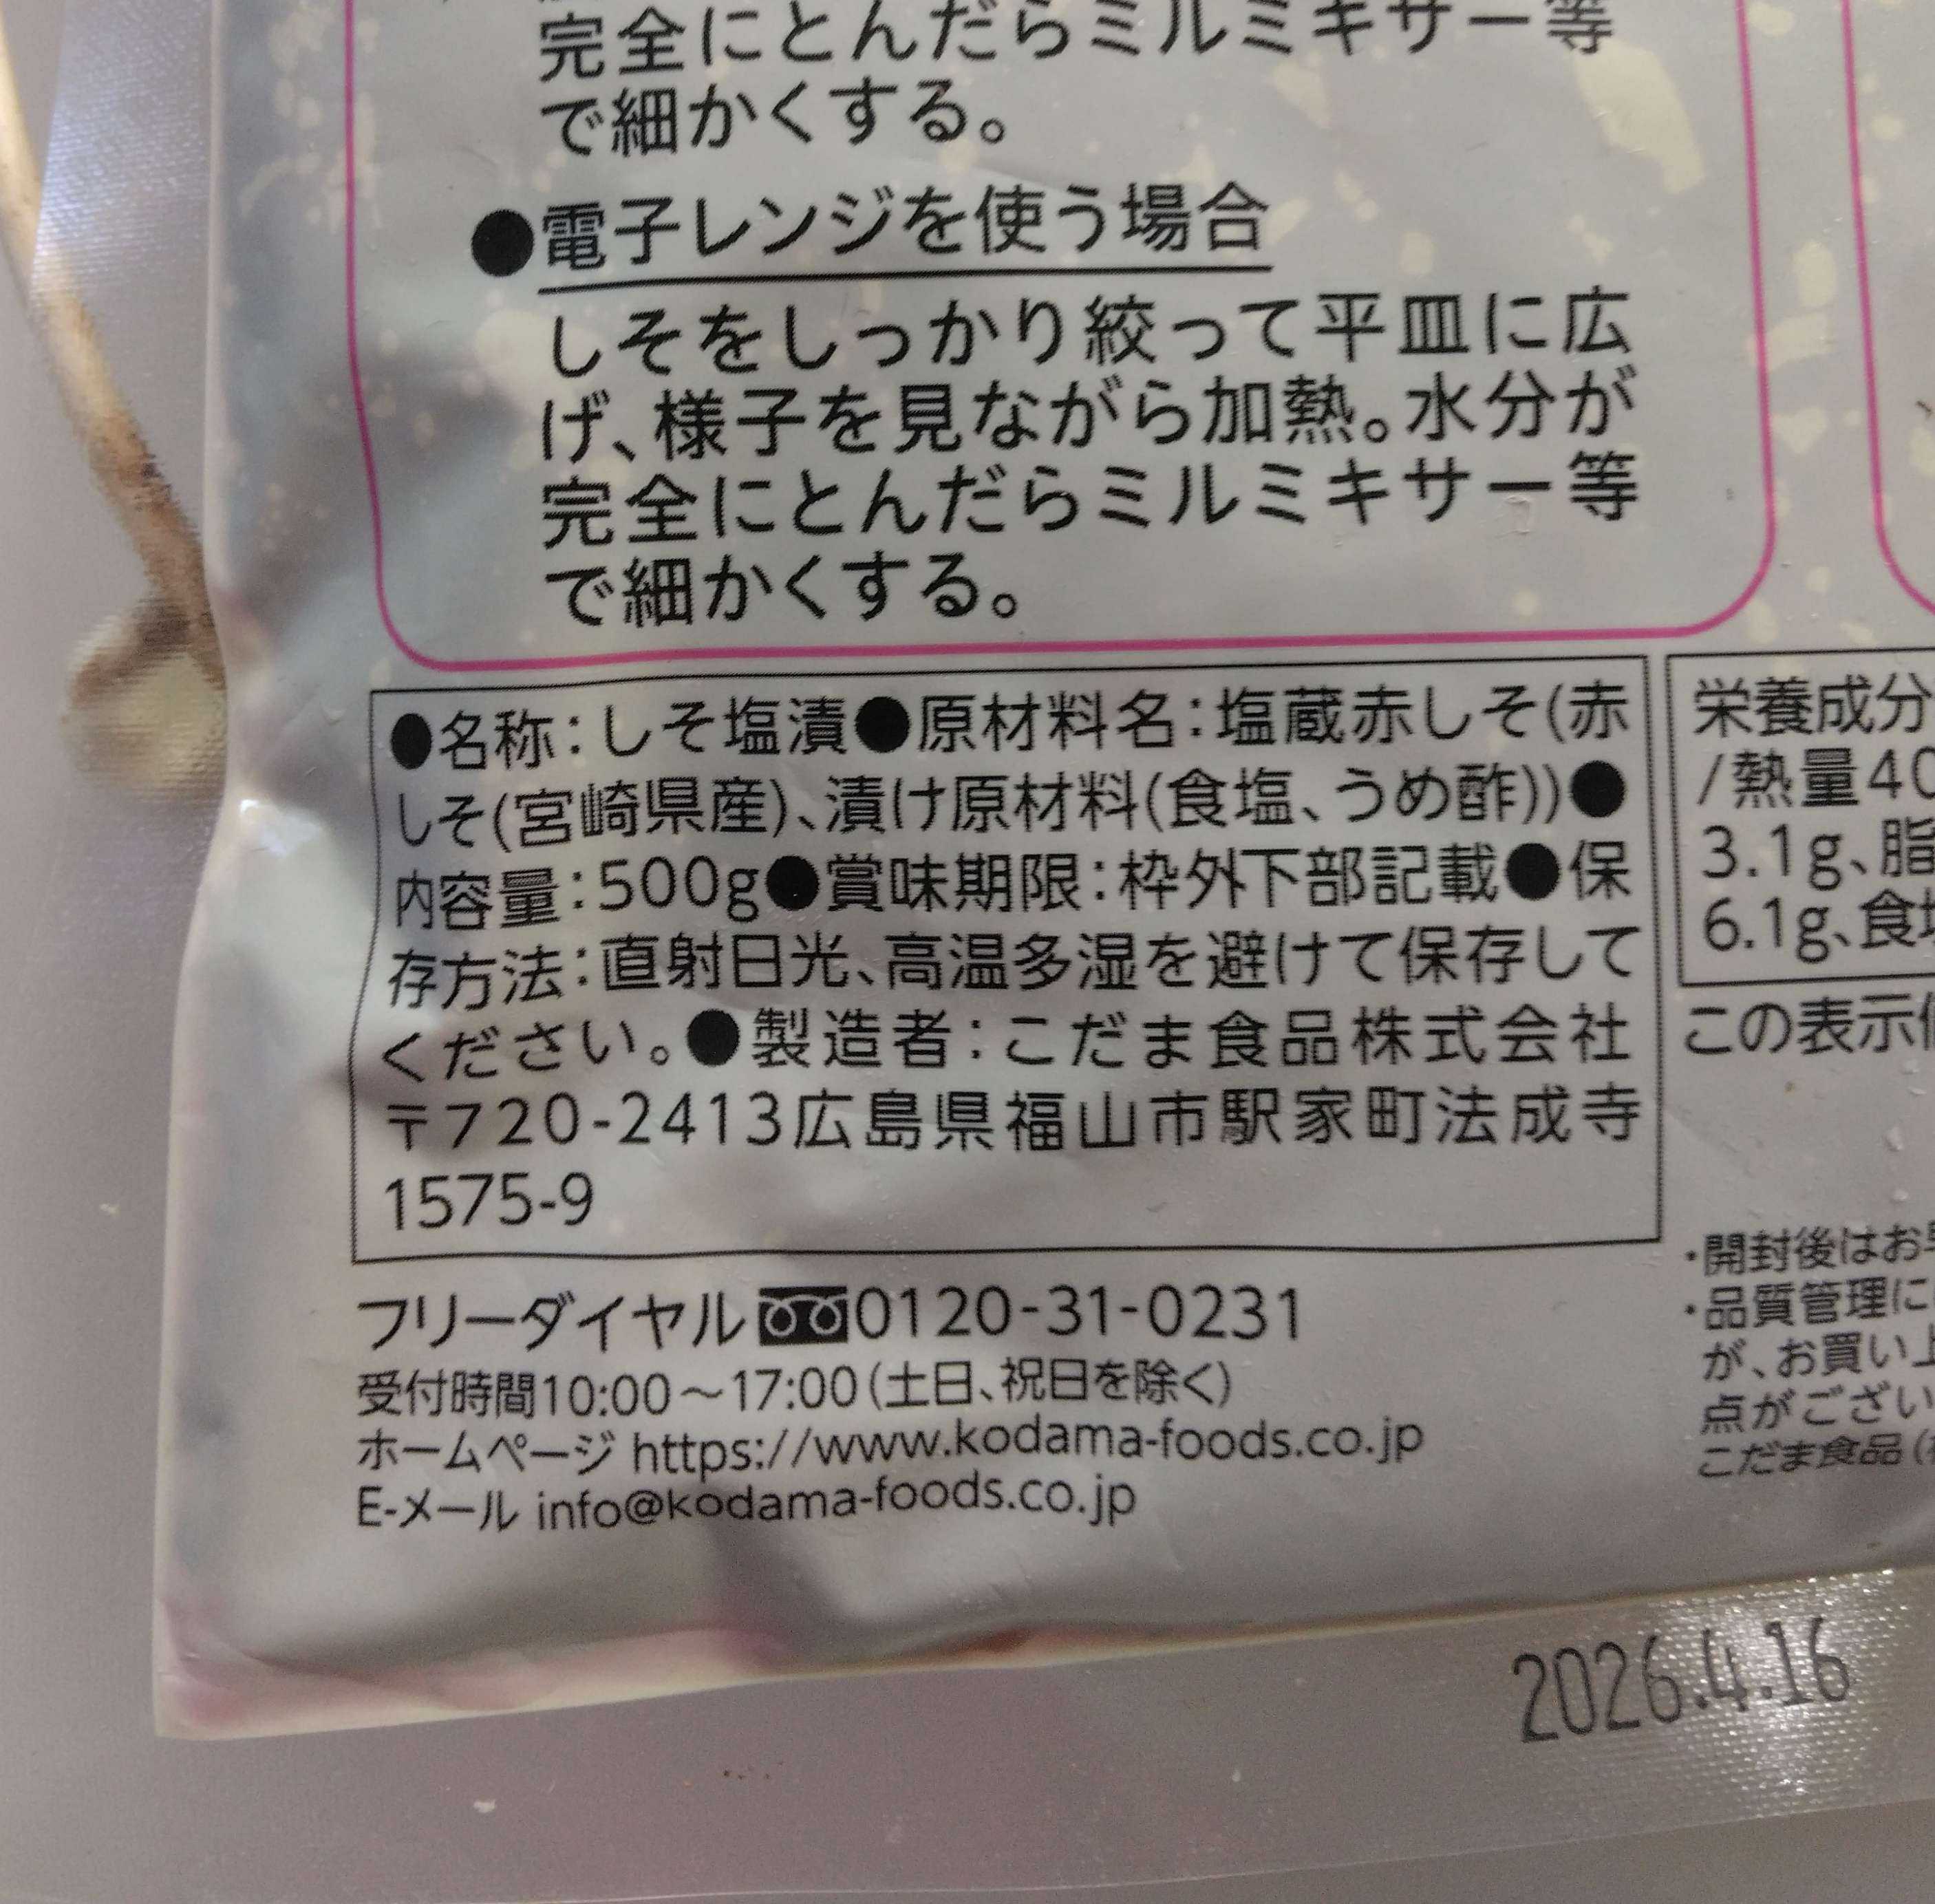 完全にとんだらミルミキサー等
で細かくする。
●電子レンジを使う場合
しそをしっかり絞って平皿に広
げ、様子を見ながら加熱。水分が
完全にとんだらミルミキサー等
で細かくする。
●名称：しそ塩漬●原材料名：塩蔵赤しそ(赤
しそ(宮崎県産)、漬け原材料(食塩、うめ酢))●
内容量：500g●賞味期限：枠外下部記載●保
存方法：直射日光、高温多湿を避けて保存して
ください。●製造者：こだま食品株式会社
〒720-2413広島県福山市駅家町法成寺
1575-9
フリーダイヤル 0120-31-0231
受付時間10:00～17:00(土日、祝日を除く)
ホームページ https://www.kodama-foods.co.jp
E-メール info@kodama-foods.co.jp
栄養成分
/熱量40
3.1g、脂
6.1g、食塩
この表示値
・開封後はお早
・品質管理に
が、お買い上
点がござい
こだま食品(株
2026.4.16